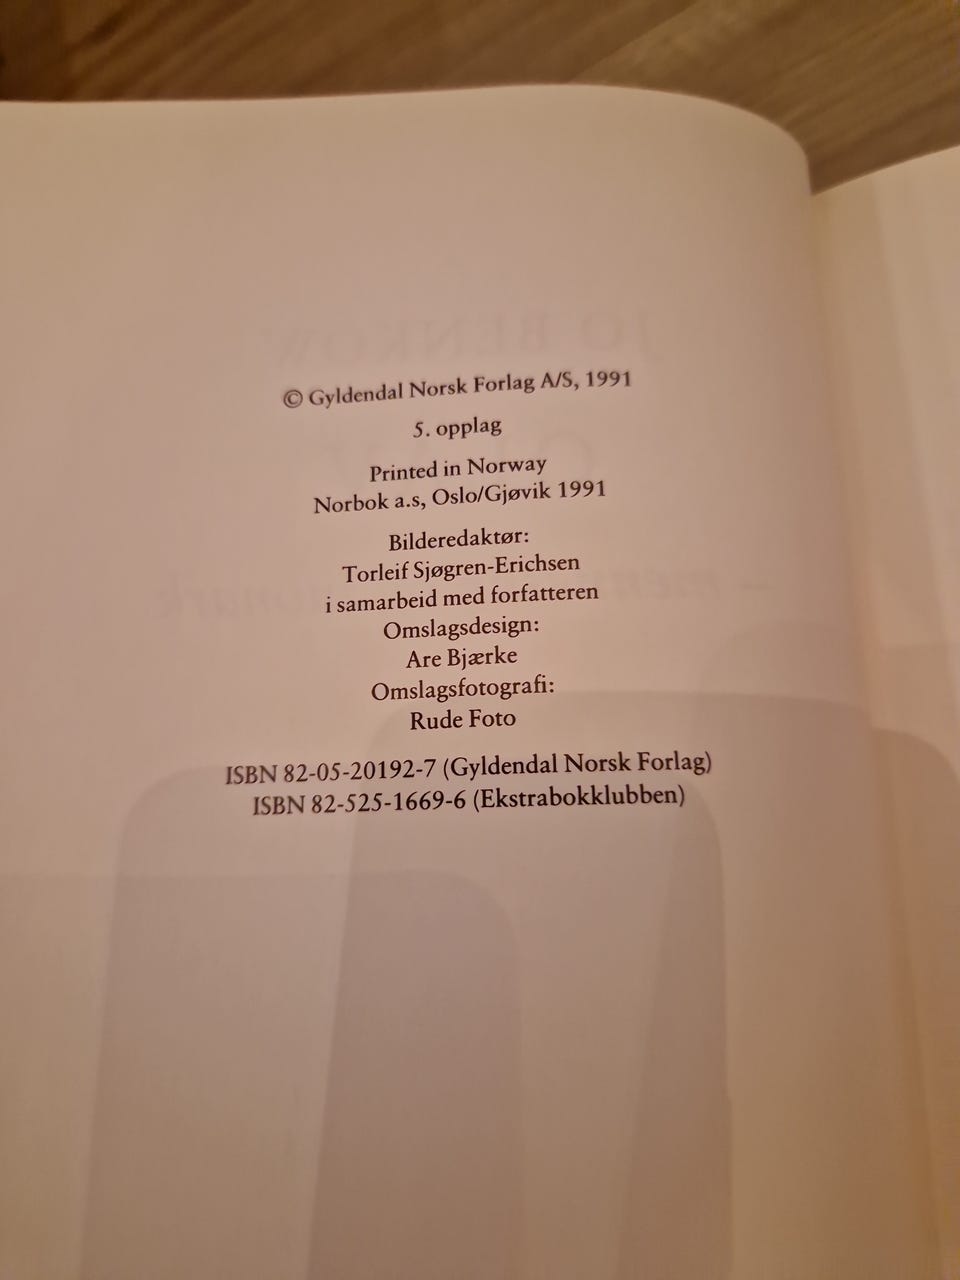 © Gyldendal Norsk Forlag A/S, 1991
5. opplag
Printed in Norway
Norbok a.s, Oslo/Gjøvik 1991
Bilderedaktør:
Torleif Sjøgren-Erichsen
i samarbeid med forfatteren
Omslagsdesign:
Are Bjærke
Omslagsfotografi:
Rude Foto
ISBN 82-05-20192-7 (Gyldendal Norsk Forlag)
ISBN 82-525-1669-6 (Ekstrabokklubben)